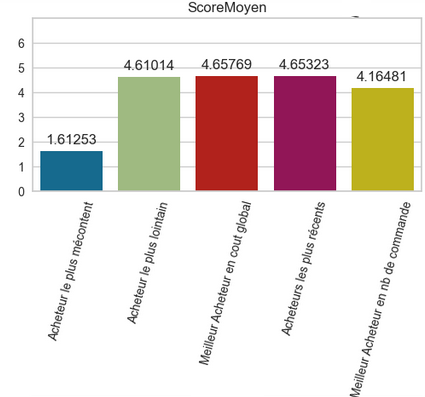 ScoreMoyen
6
5
4
3
2
1
0
1.61253
4.61014
4.65769
4.65323
4.16481
Acheteur le plus mécontent
Acheteur le plus lointain
Meilleur Acheteur en cout global
Acheteurs les plus récents
Meilleur Acheteur en nb de commande